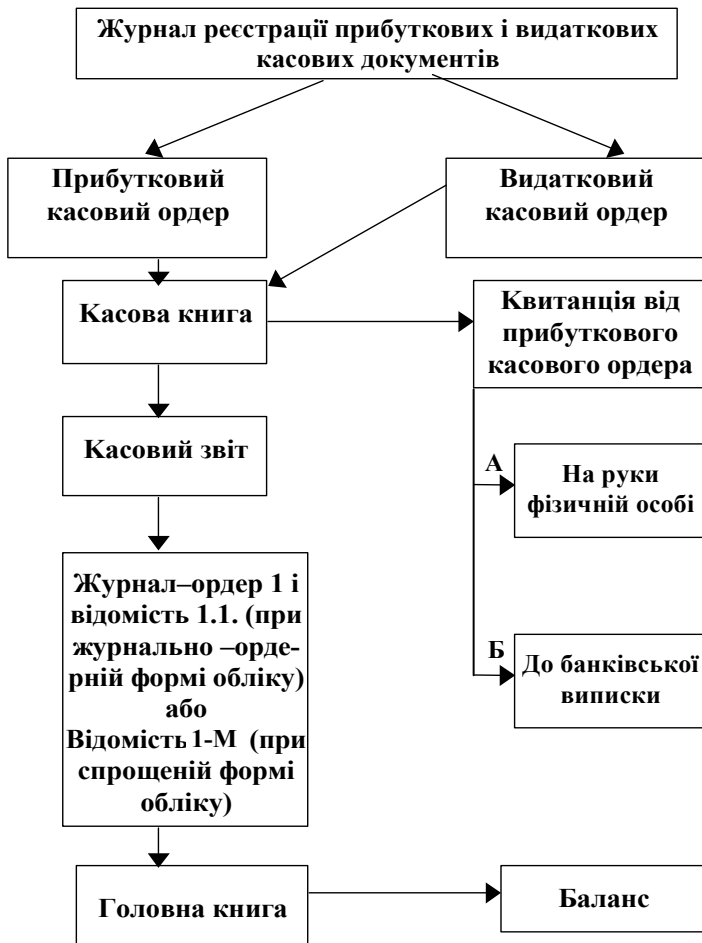 Журнал реєстрації прибуткових і видаткових
касових документів
Прибутковий
касовий ордер
Видатковий
касовий ордер
Касова книга
Квитанція від
прибуткового
касового ордера
Касовий звіт
А
На руки
фізичній особі
Журнал–ордер 1 і
відомість 1.1. (при
журнально –орде-
рній формі обліку)
або
Відомість 1-М (при
спрощеній формі
обліку)
Б
До банківської
виписки
Головна книга
Баланс